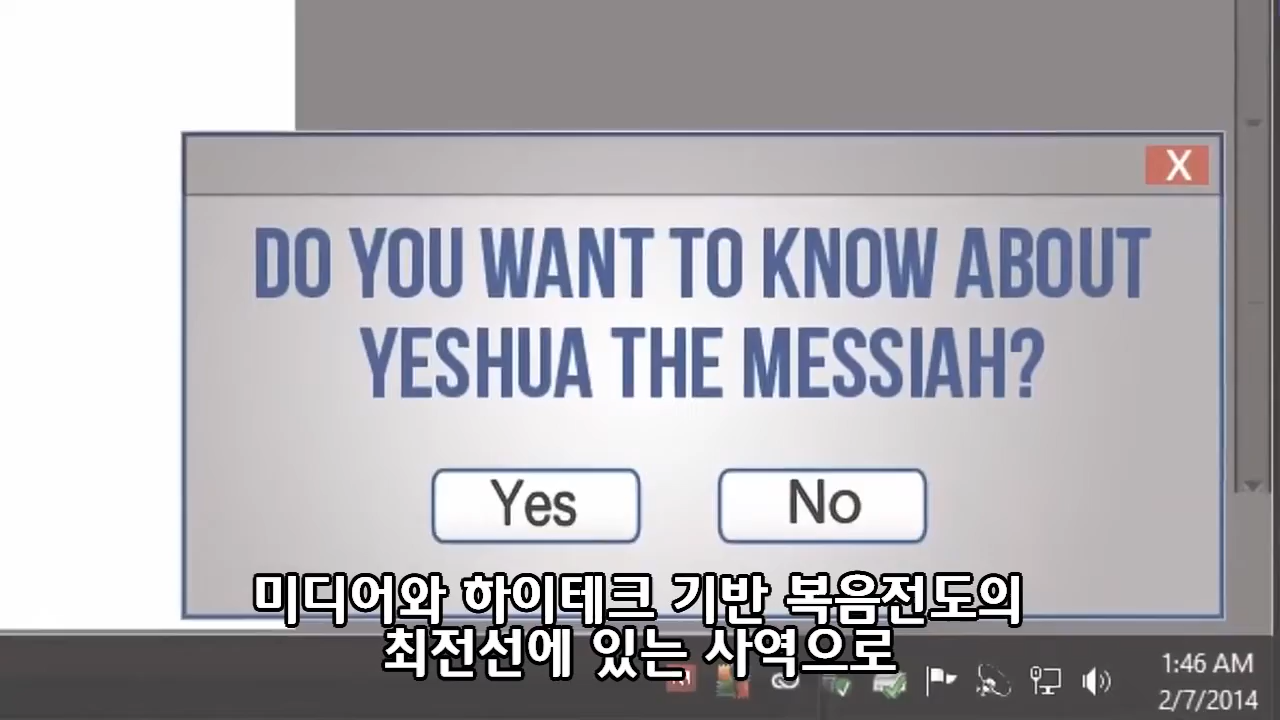 X
DO YOU WANT TO KNOW ABOUT
YESHUA THE MESSIAH?
Yes
No
미디어와 하이테크 기반 복음전도의
최전선에 있는 사역으로
1:46 AM
2/7/2014